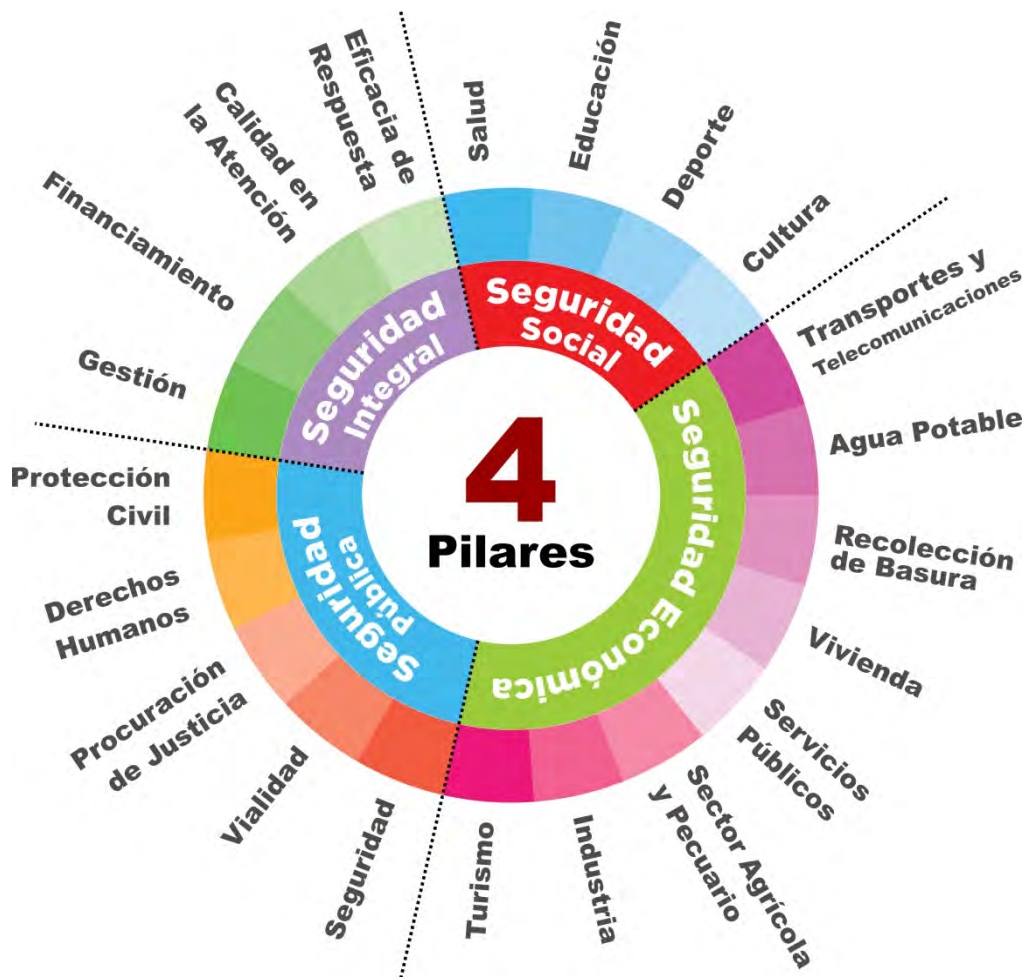 4
Pilares
Seguridad
Social
Salud
Educación
Deporte
Cultura
Seguridad Económica
Transportes y
Telecomunicaciones
Agua Potable
Recolección
de Basura
Vivienda
Servicios
Públicos
Sector Agrícola
y Pecuario
Industria
Turismo
Seguridad
Pública
Seguridad
Vialidad
Procuración
de Justicia
Derechos
Humanos
Protección
Civil
Seguridad
Integral
Gestión
Financiamiento
Calidad en
la Atención
Eficacia de
Respuesta